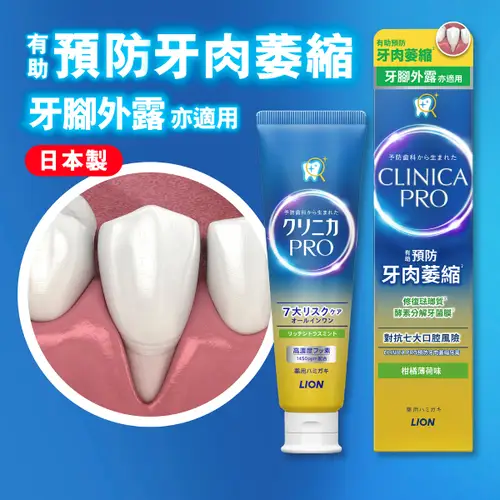 有助 預防牙肉萎縮
牙腳外露 亦適用
日本製
予防歯科から生まれた
クリニカ
PRO
7大リスクケア
オールインワン
リッチシトラスミント
高濃度フッ素
1450ppm配合
薬用ハミガキ
LION
有助預防
牙肉萎縮
牙腳外露 亦適用
予防歯科から生まれた
CLINICA
PRO
有助 預防
牙肉萎縮
修復琺瑯質
酵素分解牙菌膜
對抗七大口腔風險
柑橘薄荷味
薬用ハミガキ
LION